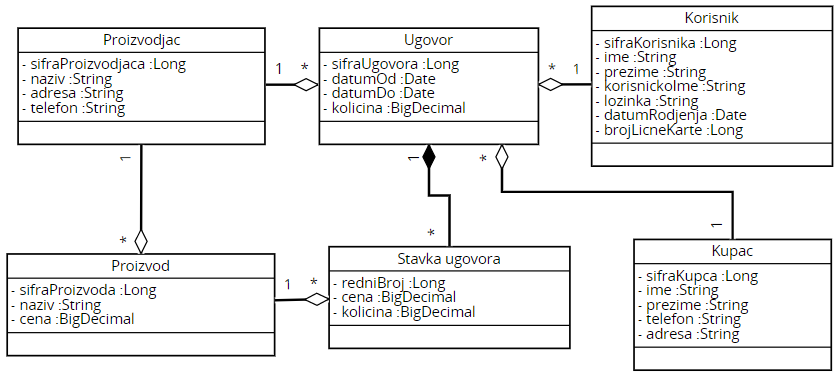 Proizvodjac
- sifraProizvodjaca :Long
- naziv :String
- adresa :String
- telefon :String
1
*
Ugovor
- sifraUgovora :Long
- datumOd :Date
- datumDo :Date
- kolicina :BigDecimal
*
1
Korisnik
- sifraKorisnika :Long
- ime :String
- prezime :String
- korisnickoIme :String
- lozinka :String
- datumRodjenja :Date
- brojLicneKarte :Long
1
*
1
*
*
1
Proizvod
- sifraProizvoda :Long
- naziv :String
- cena :BigDecimal
1
*
Stavka ugovora
- redniBroj :Long
- cena :BigDecimal
- kolicina :BigDecimal
Kupac
- sifraKupca :Long
- ime :String
- prezime :String
- telefon :String
- adresa :String